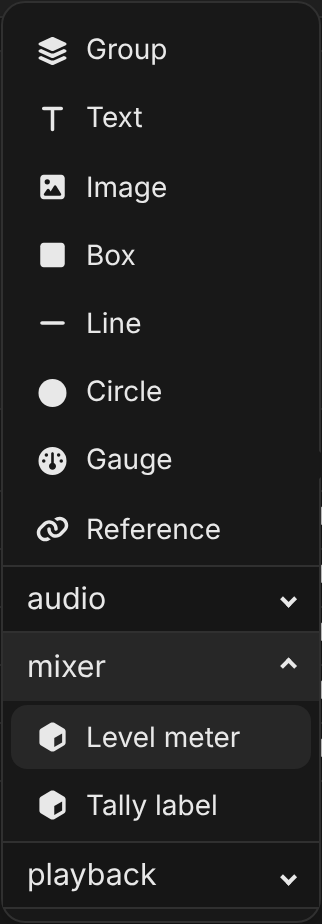 Group
Text
Image
Box
Line
Circle
Gauge
Reference
audio
mixer
Level meter
Tally label
playback